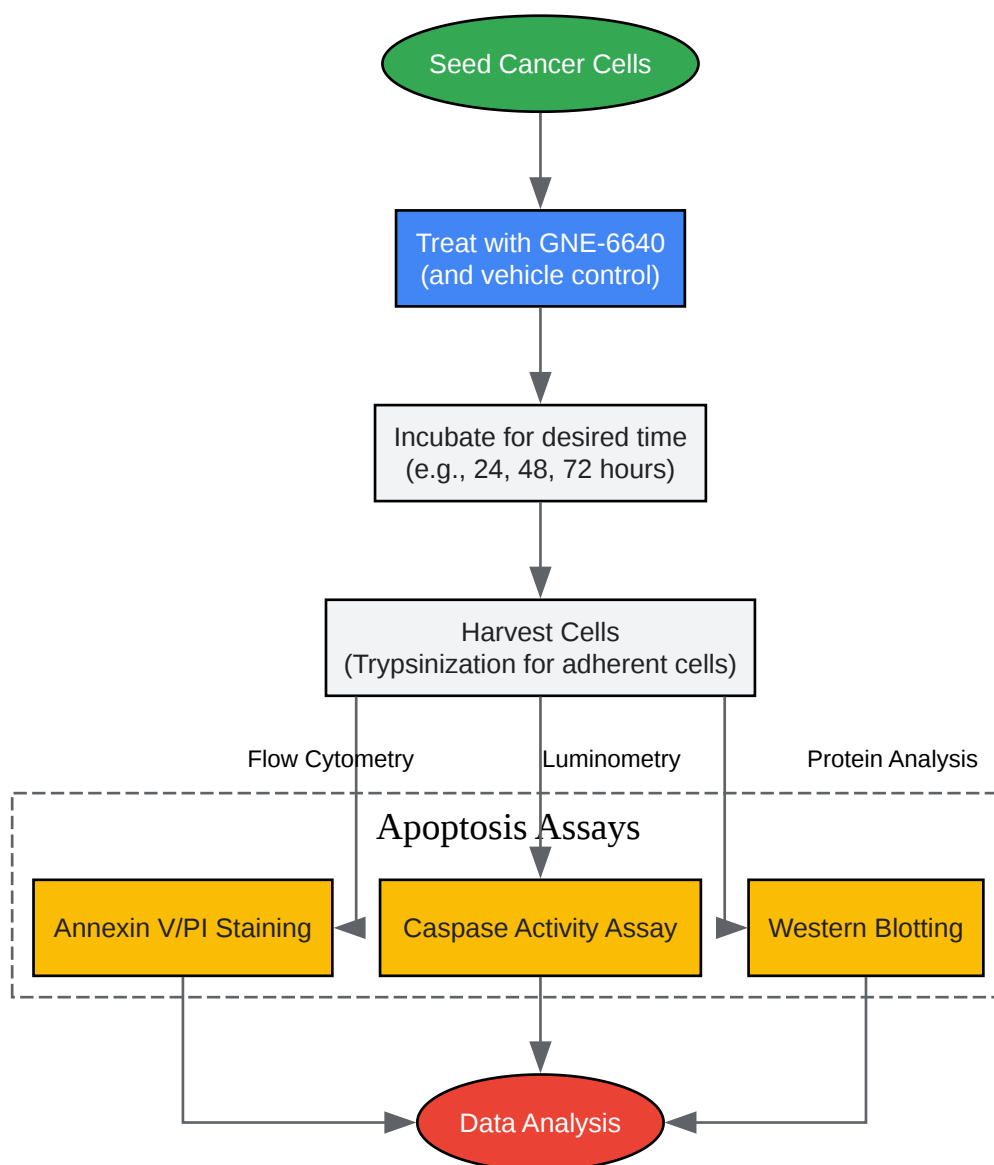 Seed Cancer Cells
Treat with GNE-6640
(and vehicle control)
Incubate for desired time
(e.g., 24, 48, 72 hours)
Harvest Cells
(Trypsinization for adherent cells)
Flow Cytometry
Luminometry
Protein Analysis
Apoptosis Assays
Annexin V/PI Staining
Caspase Activity Assay
Western Blotting
Data Analysis